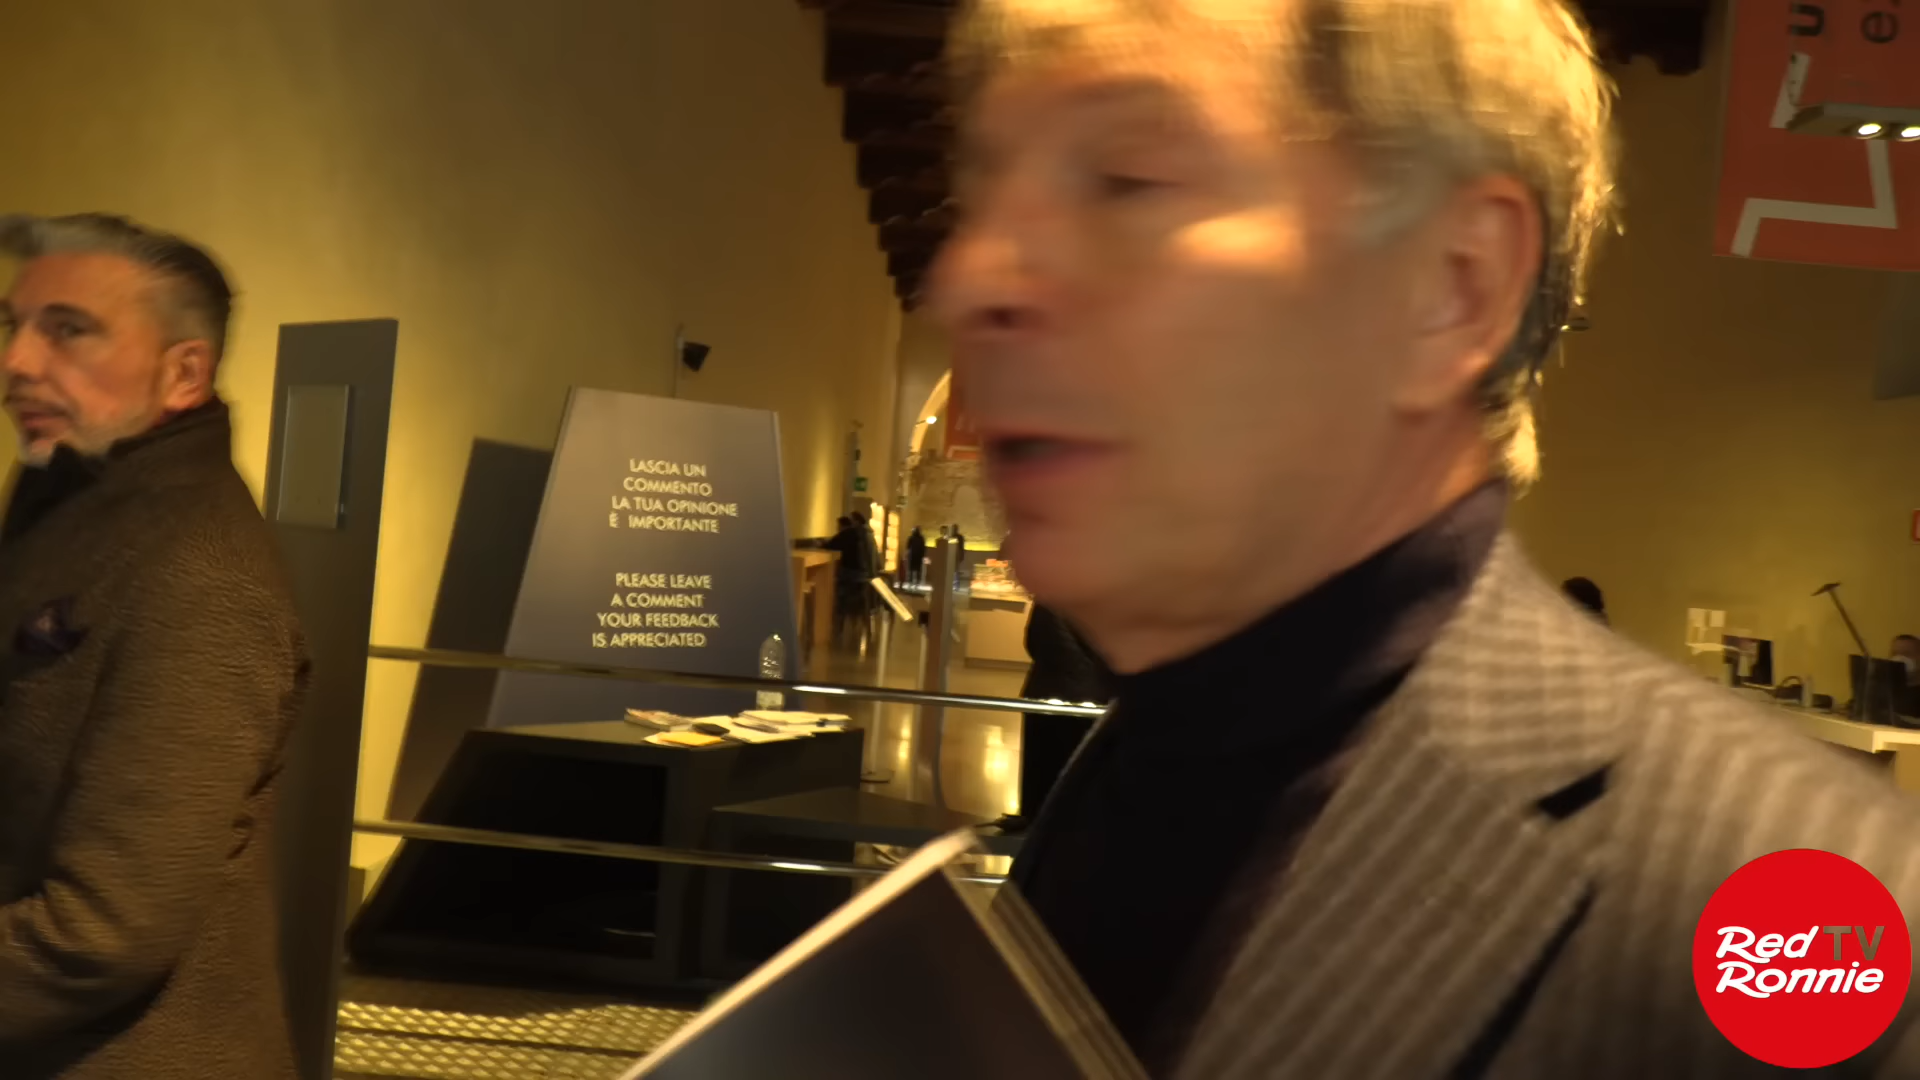 LASCIA UN
COMMENTO
LA TUA OPINIONE
È IMPORTANTE
PLEASE LEAVE
A COMMENT
YOUR FEEDBACK
IS APPRECIATED
Red TV
Ronnie